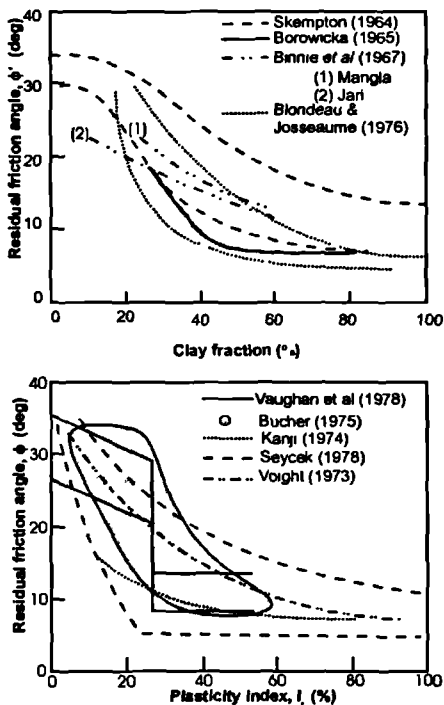 40
30
20
10
0
Residual friction angle, ϕ' (deg)
Skempton (1964)
Borowicka (1965)
Binnie et al (1967)
(1) Mangla
(2) Jari
Blondeau &
Josseaume (1976)
(1)
(2)
0 20 40 60 80 100
Clay fraction (%)
40
30
20
10
0
Residual friction angle, ϕ (deg)
Vaughan et al (1978)
Bucher (1975)
Kanji (1974)
Seycek (1978)
Voight (1973)
0 20 40 60 80 100
Plasticity index, I (%)